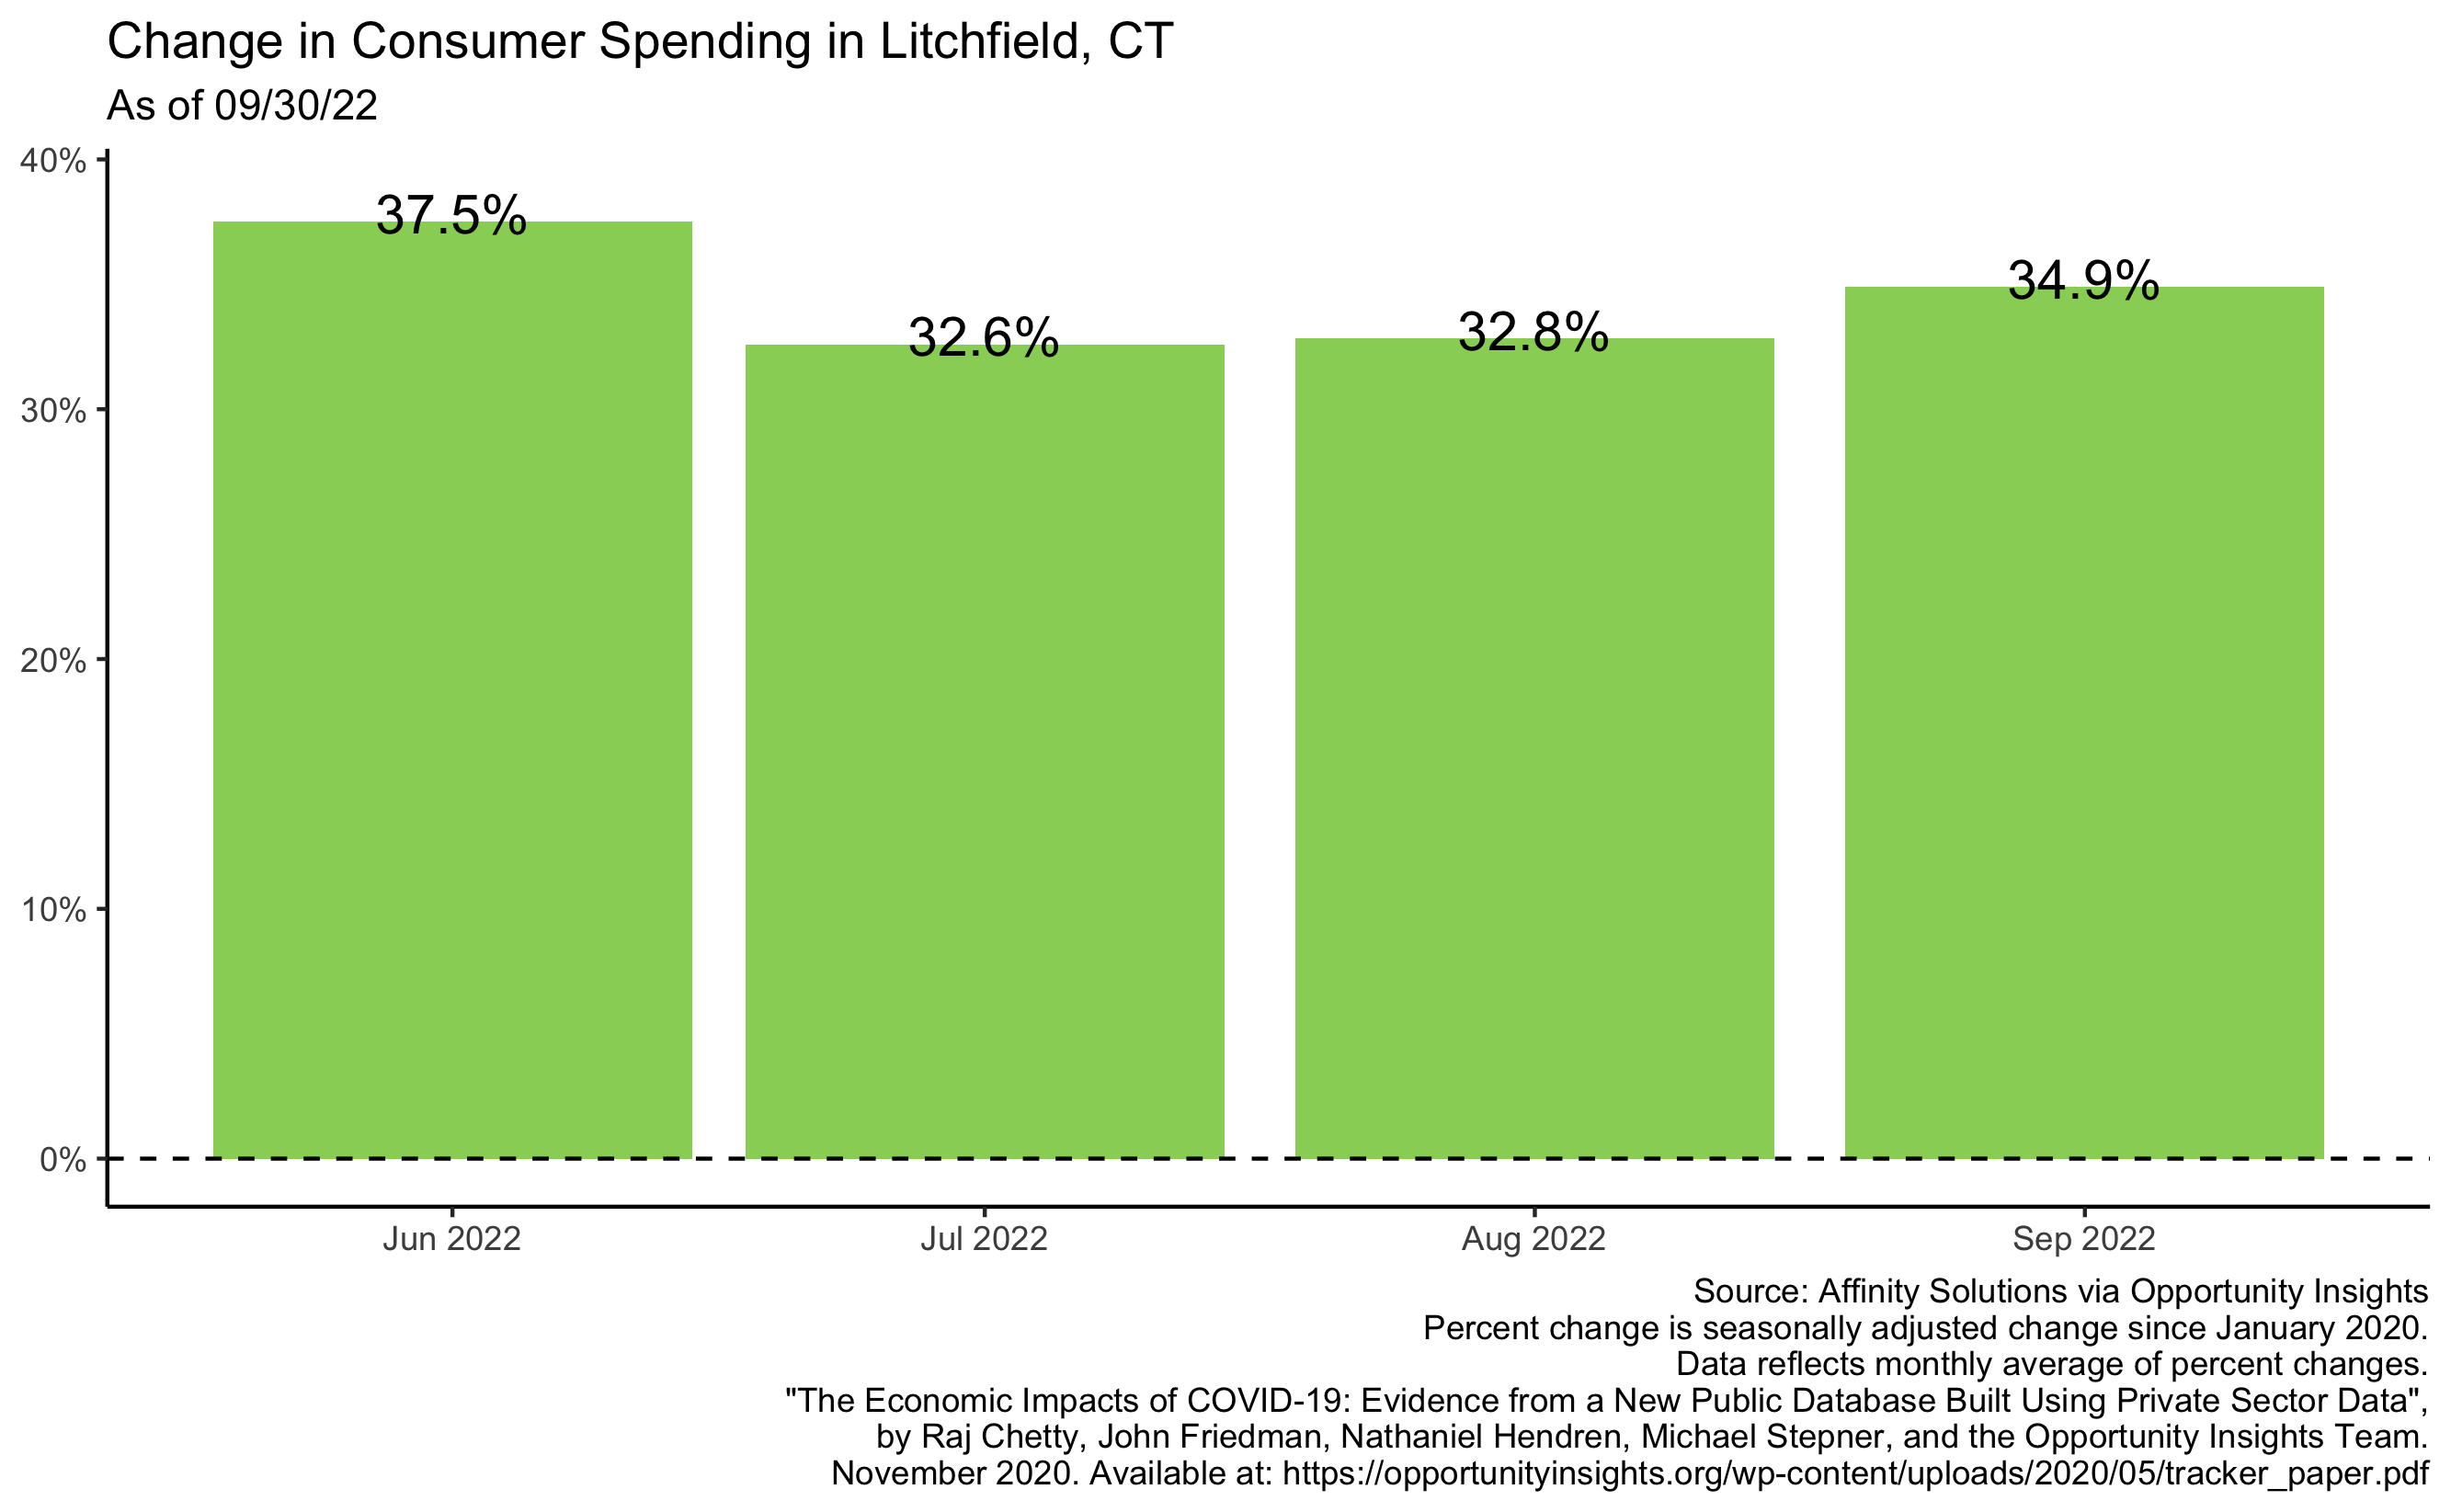 Change in Consumer Spending in Litchfield, CT
As of 09/30/22
40%
30%
20%
10%
0%
37.5%
32.6%
32.8%
34.9%
Jun 2022
Jul 2022
Aug 2022
Sep 2022
Source: Affinity Solutions via Opportunity Insights
Percent change is seasonally adjusted change since January 2020.
Data reflects monthly average of percent changes.
"The Economic Impacts of COVID-19: Evidence from a New Public Database Built Using Private Sector Data",
by Raj Chetty, John Friedman, Nathaniel Hendren, Michael Stepner, and the Opportunity Insights Team.
November 2020. Available at: https://opportunityinsights.org/wp-content/uploads/2020/05/tracker_paper.pdf